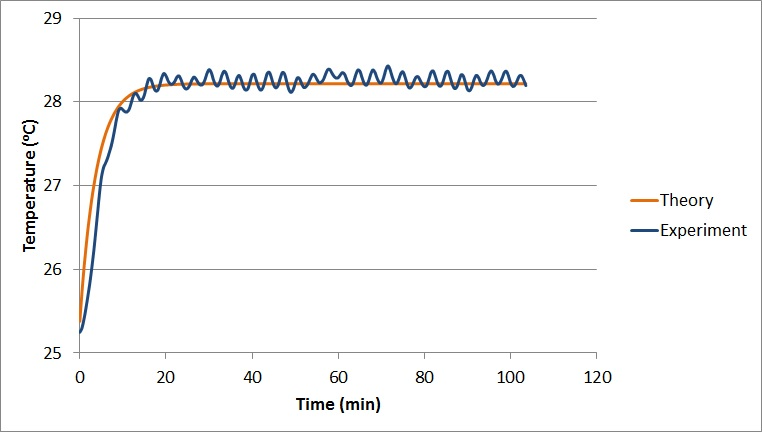 29
28
27
26
25
Temperature (ºC)
0 20 40 60 80 100 120
Time (min)
Theory
Experiment